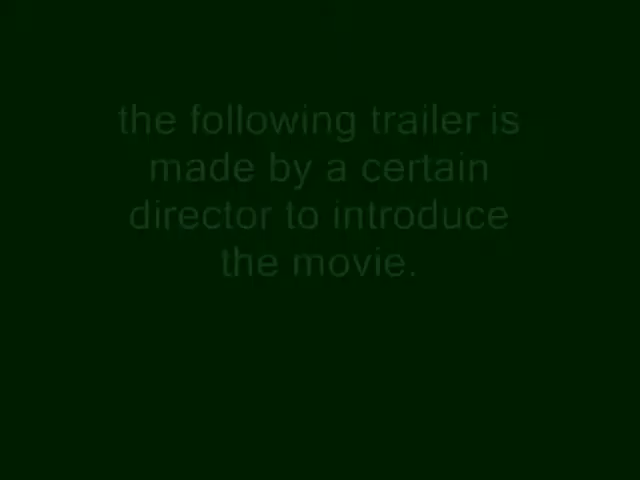 the following trailer is
made by a certain
director to introduce
the movie.